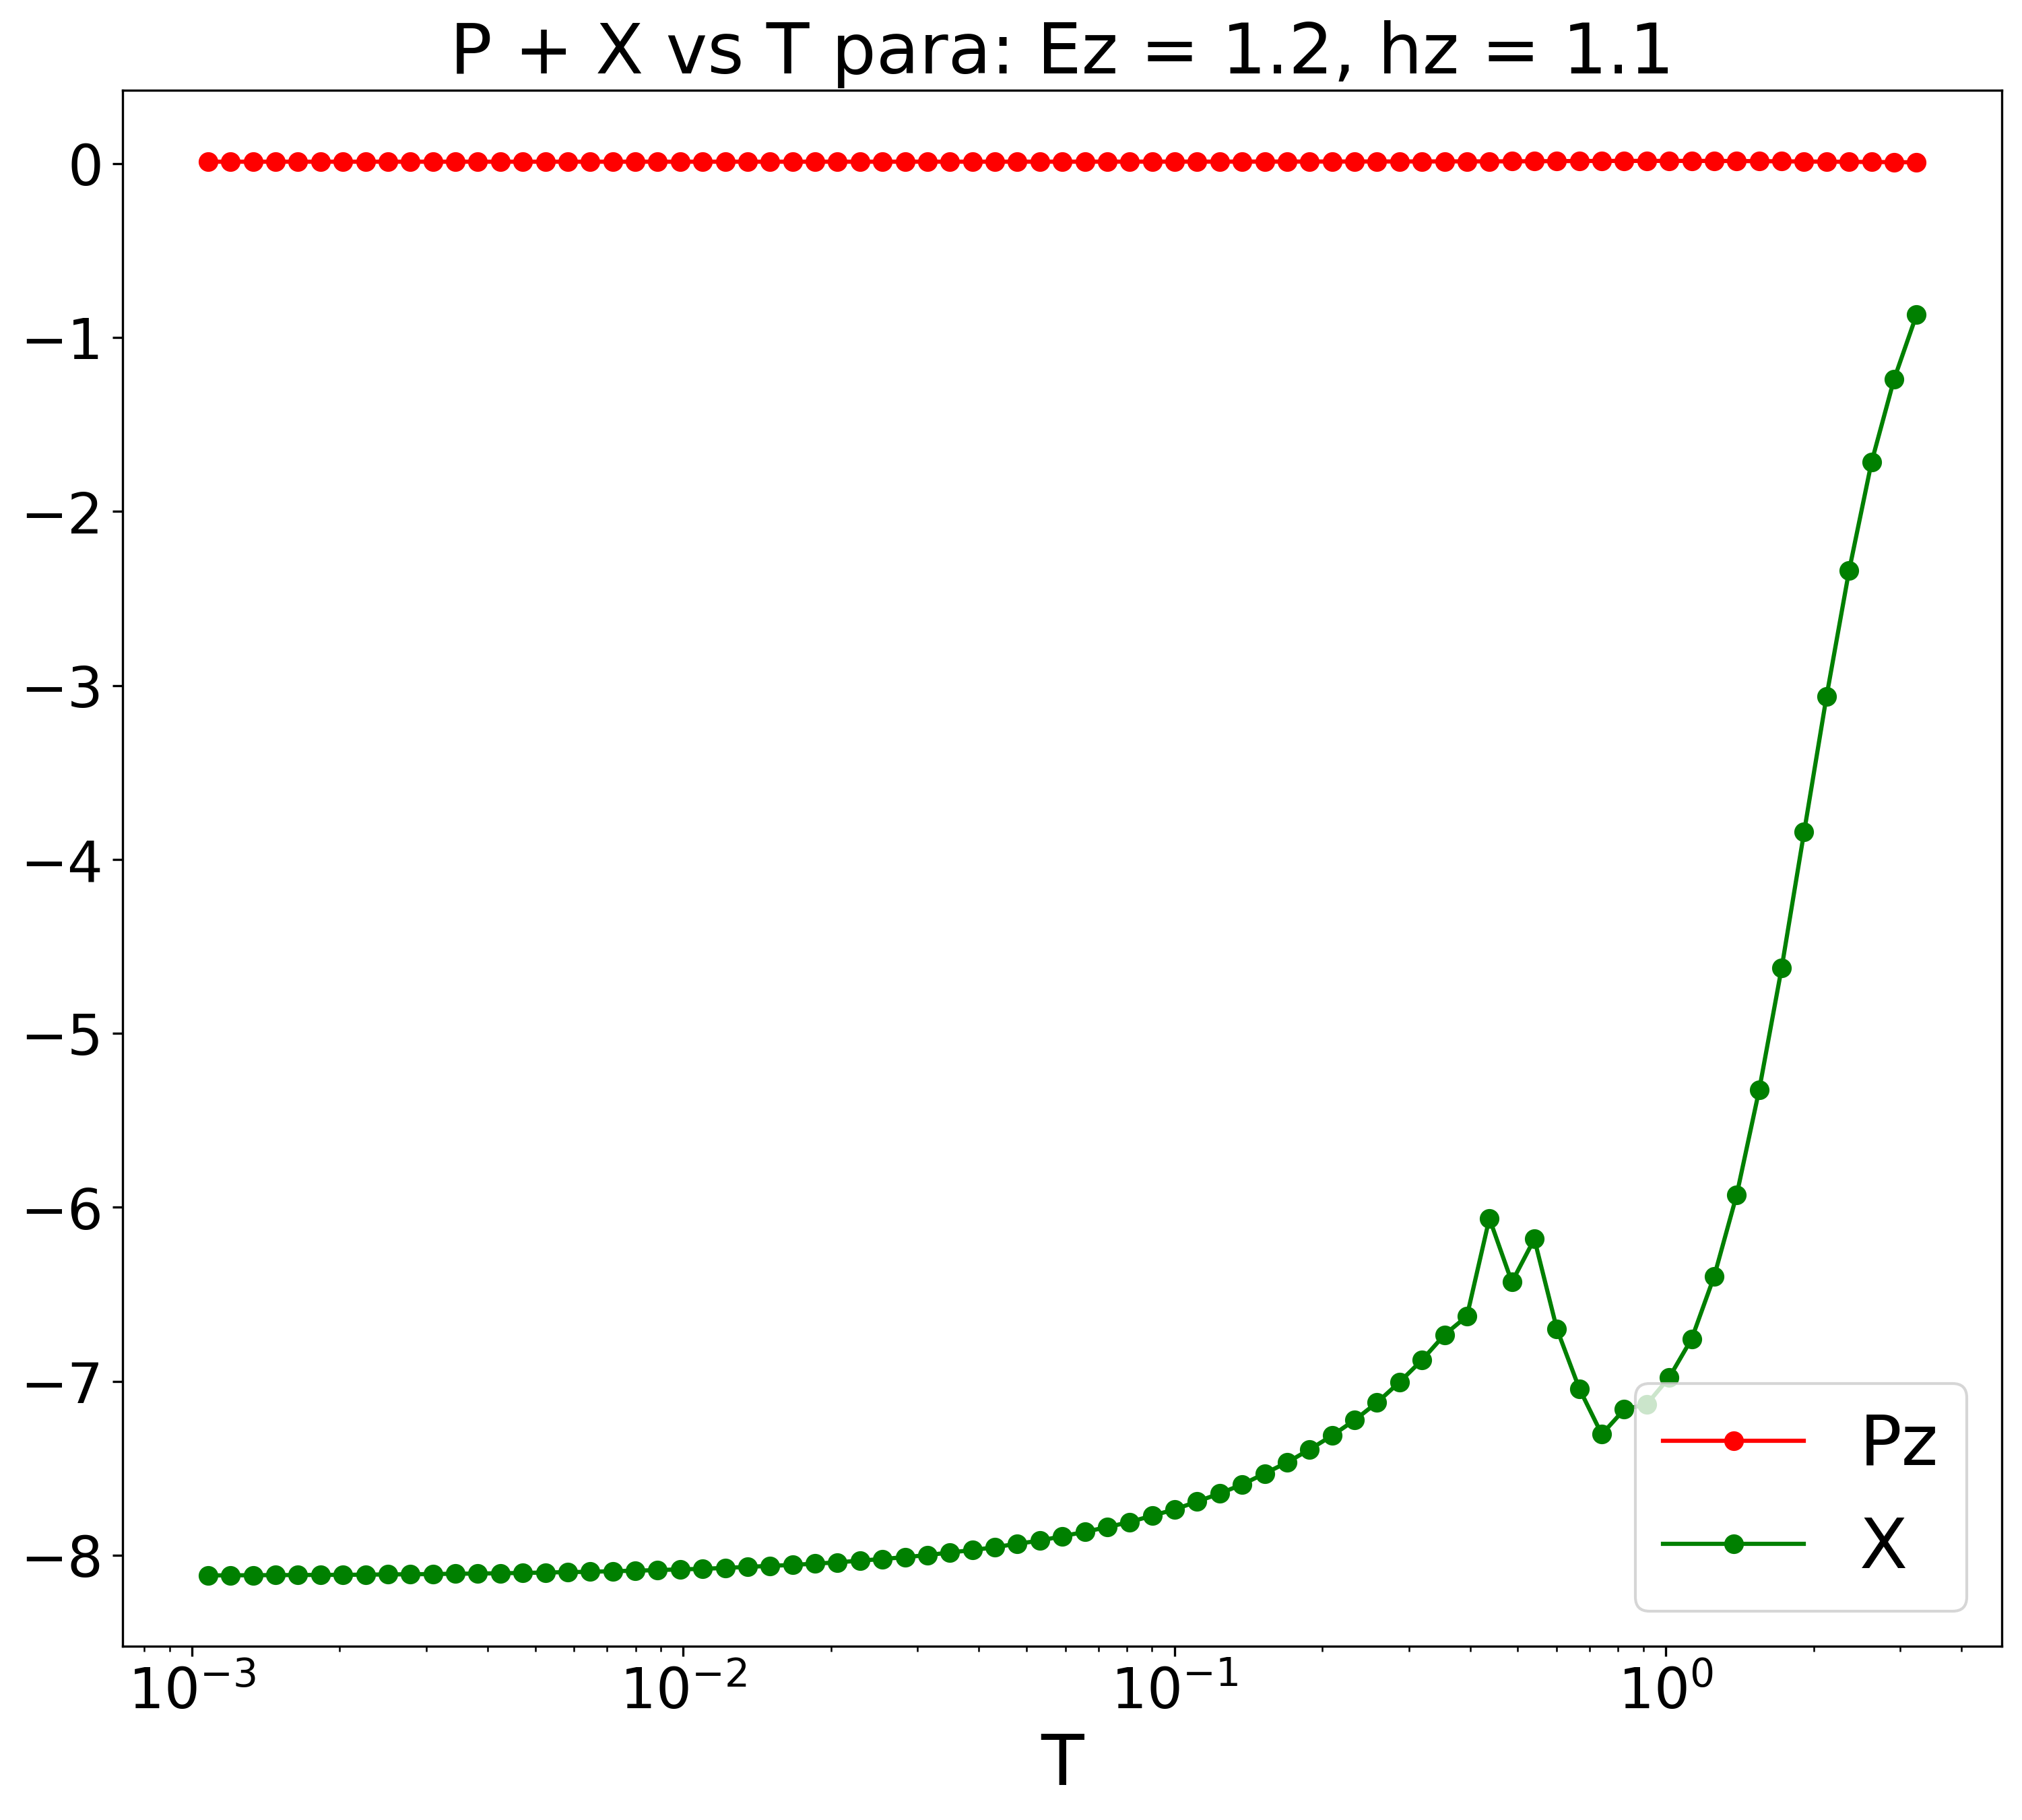 P + X vs T para: Ez = 1.2, hz = 1.1
0
−1
−2
−3
−4
−5
−6
−7
−8
Pz
X
10⁻³ 10⁻² 10⁻¹ 10⁰
T